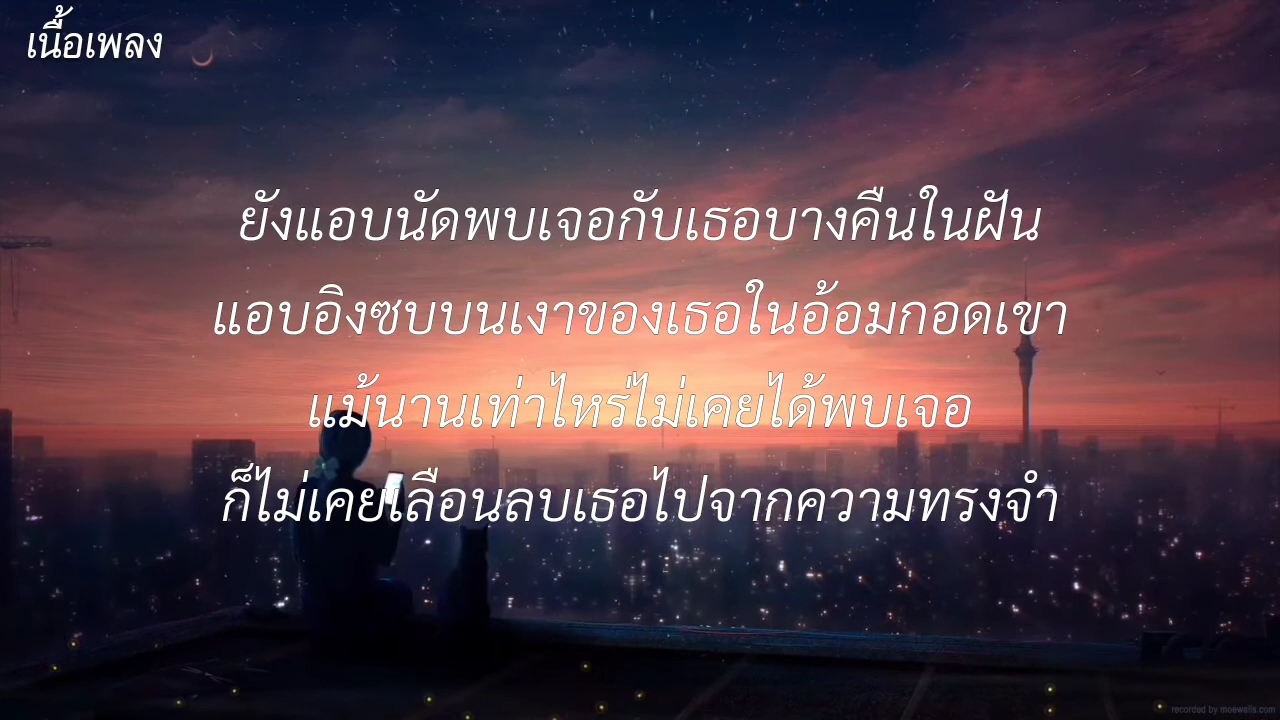 เนื้อเพลง
ยังแอบนัดพบเจอกับเธอบางคืนในฝัน
แอบอิงซบบนเงาของเธอในอ้อมกอดเขา
แม้นานเท่าไหร่ไม่เคยได้พบเจอ
ก็ไม่เคยเลือนลบเธอไปจากความทรงจำ
recorded by moewalls.com